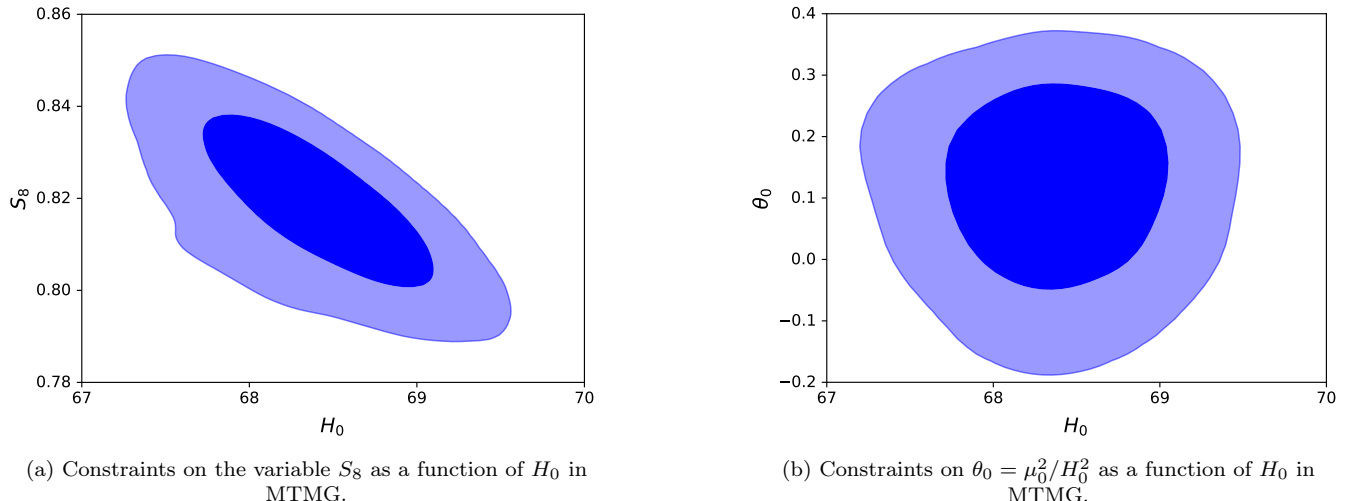 0.86
0.84
0.82
0.80
0.78
S₈
67
68
69
70
H₀
(a) Constraints on the variable S₈ as a function of H₀ in
MTMG.
0.4
0.3
0.2
0.1
0.0
−0.1
−0.2
θ₀
67
68
69
70
H₀
(b) Constraints on θ₀ = μ₀²/H₀² as a function of H₀ in
MTMG.